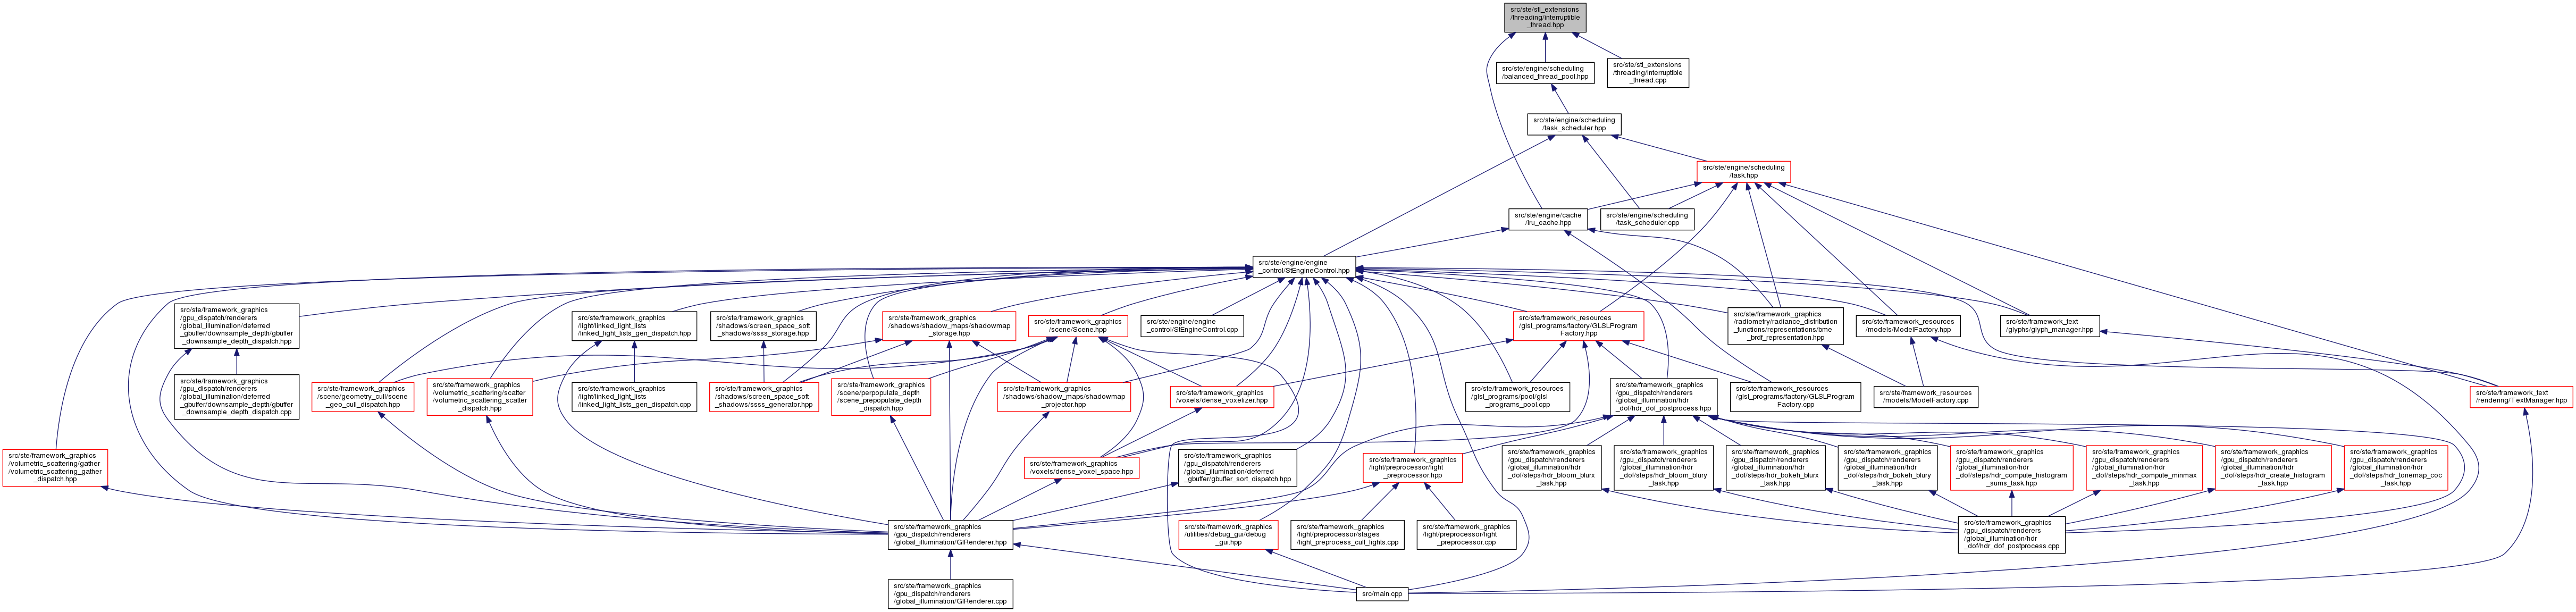 src/ste/stl_extensions
/threading/interruptible
_thread.hpp
src/ste/engine/scheduling
/balanced_thread_pool.hpp
src/ste/stl_extensions
/threading/interruptible
_thread.cpp
src/ste/engine/scheduling
/task_scheduler.hpp
src/ste/engine/scheduling
/task.hpp
src/ste/engine/cache
/lru_cache.hpp
src/ste/engine/scheduling
/task_scheduler.cpp
src/ste/engine/engine
_control/StEngineControl.hpp
src/ste/framework_graphics
/gpu_dispatch/renderers
/global_illumination/deferred
_gbuffer/downsample_depth/gbuffer
_downsample_depth_dispatch.hpp
src/ste/framework_graphics
/light/linked_light_lists
/linked_light_lists_gen_dispatch.hpp
src/ste/framework_graphics
/shadows/screen_space_soft
_shadows/ssss_storage.hpp
src/ste/framework_graphics
/shadows/shadow_maps/shadowmap
_storage.hpp
src/ste/framework_graphics
/scene/Scene.hpp
src/ste/engine/engine
_control/StEngineControl.cpp
src/ste/framework_resources
/glsl_programs/factory/GLSLProgram
Factory.hpp
src/ste/framework_graphics
/radiometry/radiance_distribution
_functions/representations/bme
_brdf_representation.hpp
src/ste/framework_resources
/models/ModelFactory.hpp
src/ste/framework_text
/glyphs/glyph_manager.hpp
src/ste/framework_graphics
/gpu_dispatch/renderers
/global_illumination/deferred
_gbuffer/downsample_depth/gbuffer
_downsample_depth_dispatch.cpp
src/ste/framework_graphics
/scene/geometry_cull/scene
_geo_cull_dispatch.hpp
src/ste/framework_graphics
/volumetric_scattering/scatter
/volumetric_scattering_scatter
_dispatch.hpp
src/ste/framework_graphics
/light/linked_light_lists
/linked_light_lists_gen_dispatch.cpp
src/ste/framework_graphics
/shadows/screen_space_soft
_shadows/ssss_generator.hpp
src/ste/framework_graphics
/scene/perpopulate_depth
/scene_prepopulate_depth
_dispatch.hpp
src/ste/framework_graphics
/shadows/shadow_maps/shadowmap
_projector.hpp
src/ste/framework_graphics
/voxels/dense_voxelizer.hpp
src/ste/framework_resources
/glsl_programs/pool/glsl
_programs_pool.cpp
src/ste/framework_graphics
/gpu_dispatch/renderers
/global_illumination/hdr
_dof/hdr_dof_postprocess.hpp
src/ste/framework_resources
/glsl_programs/factory/GLSLProgram
Factory.cpp
src/ste/framework_resources
/models/ModelFactory.cpp
src/ste/framework_text
/rendering/TextManager.hpp
src/ste/framework_graphics
/volumetric_scattering/gather
/volumetric_scattering_gather
_dispatch.hpp
src/ste/framework_graphics
/voxels/dense_voxel_space.hpp
src/ste/framework_graphics
/gpu_dispatch/renderers
/global_illumination/deferred
_gbuffer/gbuffer_sort_dispatch.hpp
src/ste/framework_graphics
/light/preprocessor/light
_preprocessor.hpp
src/ste/framework_graphics
/gpu_dispatch/renderers
/global_illumination/hdr
_dof/steps/hdr_bloom_blurx
_task.hpp
src/ste/framework_graphics
/gpu_dispatch/renderers
/global_illumination/hdr
_dof/steps/hdr_bloom_blury
_task.hpp
src/ste/framework_graphics
/gpu_dispatch/renderers
/global_illumination/hdr
_dof/steps/hdr_bokeh_blurx
_task.hpp
src/ste/framework_graphics
/gpu_dispatch/renderers
/global_illumination/hdr
_dof/steps/hdr_bokeh_blury
_task.hpp
src/ste/framework_graphics
/gpu_dispatch/renderers
/global_illumination/hdr
_dof/steps/hdr_compute_histogram
_sums_task.hpp
src/ste/framework_graphics
/gpu_dispatch/renderers
/global_illumination/hdr
_dof/steps/hdr_compute_minmax
_task.hpp
src/ste/framework_graphics
/gpu_dispatch/renderers
/global_illumination/hdr
_dof/steps/hdr_create_histogram
_task.hpp
src/ste/framework_graphics
/gpu_dispatch/renderers
/global_illumination/hdr
_dof/steps/hdr_tonemap_coc
_task.hpp
src/ste/framework_graphics
/gpu_dispatch/renderers
/global_illumination/GIRenderer.hpp
src/ste/framework_graphics
/utilities/debug_gui/debug
_gui.hpp
src/ste/framework_graphics
/light/preprocessor/stages
/light_preprocess_cull_lights.cpp
src/ste/framework_graphics
/light/preprocessor/light
_preprocessor.cpp
src/ste/framework_graphics
/gpu_dispatch/renderers
/global_illumination/hdr
_dof/hdr_dof_postprocess.cpp
src/ste/framework_graphics
/gpu_dispatch/renderers
/global_illumination/GIRenderer.cpp
src/main.cpp